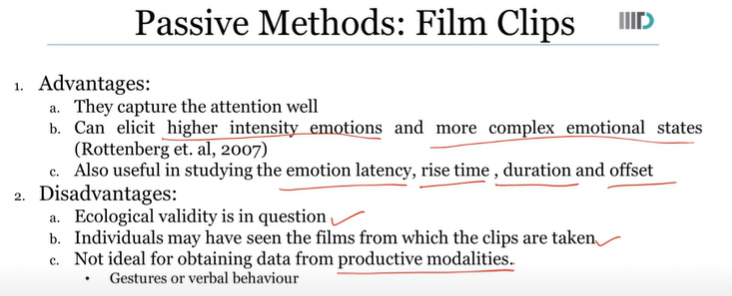 Passive Methods: Film Clips
IIID
1. Advantages:
a. They capture the attention well
b. Can elicit higher intensity emotions and more complex emotional states
(Rottenberg et. al, 2007)
c. Also useful in studying the emotion latency, rise time , duration and offset
2. Disadvantages:
a. Ecological validity is in question
b. Individuals may have seen the films from which the clips are taken
c. Not ideal for obtaining data from productive modalities.
• Gestures or verbal behaviour